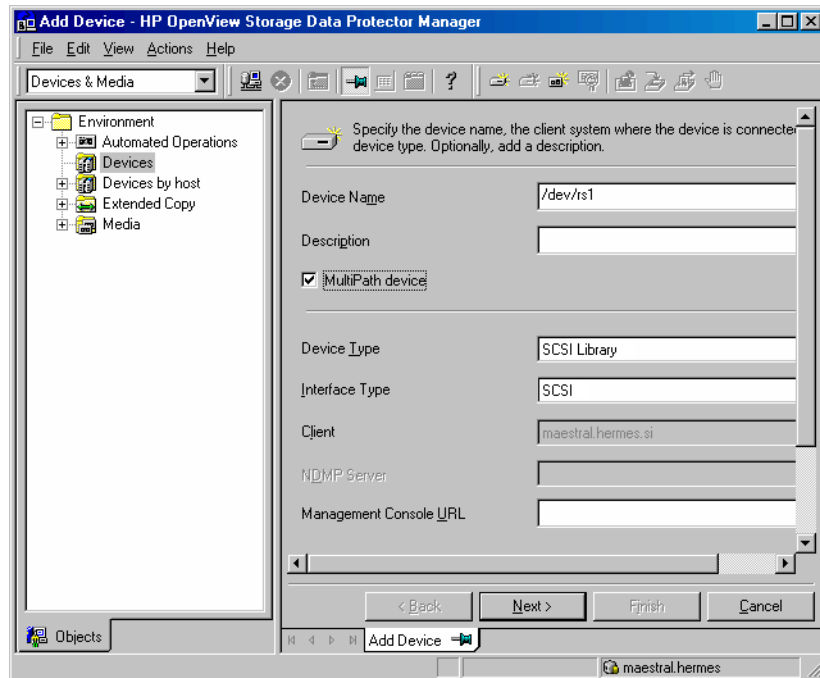 Add Device - HP OpenView Storage Data Protector Manager
File Edit View Actions Help
Devices & Media
Environment
Automated Operations
Devices
Devices by host
Extended Copy
Media
Specify the device name, the client system where the device is connecte
device type. Optionally, add a description.
Device Name
/dev/rs1
Description
MultiPath device
Device Type
SCSI Library
Interface Type
SCSI
Client
maestral.hermes.si
NDMP Server
Management Console URL
< Back
Next >
Finish
Cancel
Objects
Add Device
maestral.hermes